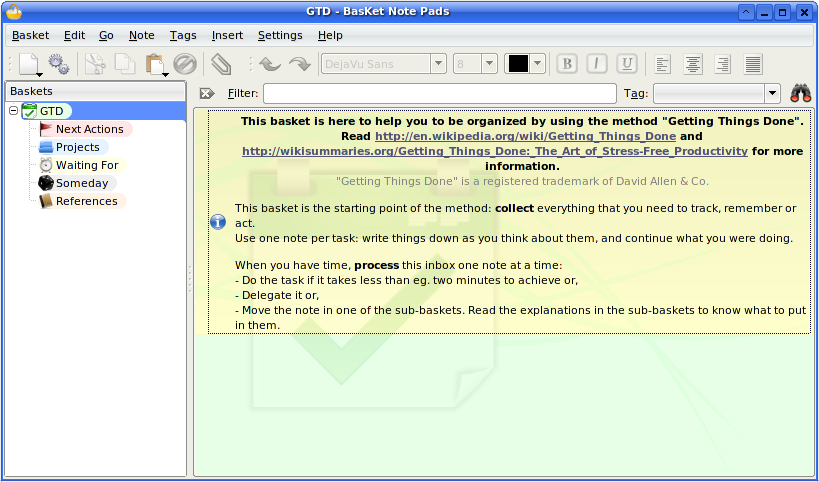 GTD - BasKet Note Pads
Basket Edit Go Note Tags Insert Settings Help
DejaVu Sans 8 B I U
Baskets
Filter: Tag:
GTD
Next Actions
Projects
Waiting For
Someday
References
This basket is here to help you to be organized by using the method "Getting Things Done".
Read http://en.wikipedia.org/wiki/Getting_Things_Done and
http://wikisummaries.org/Getting_Things_Done:_The_Art_of_Stress-Free_Productivity for more
information.
"Getting Things Done" is a registered trademark of David Allen & Co.
This basket is the starting point of the method: collect everything that you need to track, remember or
act.
Use one note per task: write things down as you think about them, and continue what you were doing.
When you have time, process this inbox one note at a time:
- Do the task if it takes less than eg. two minutes to achieve or,
- Delegate it or,
- Move the note in one of the sub-baskets. Read the explanations in the sub-baskets to know what to put
in them.